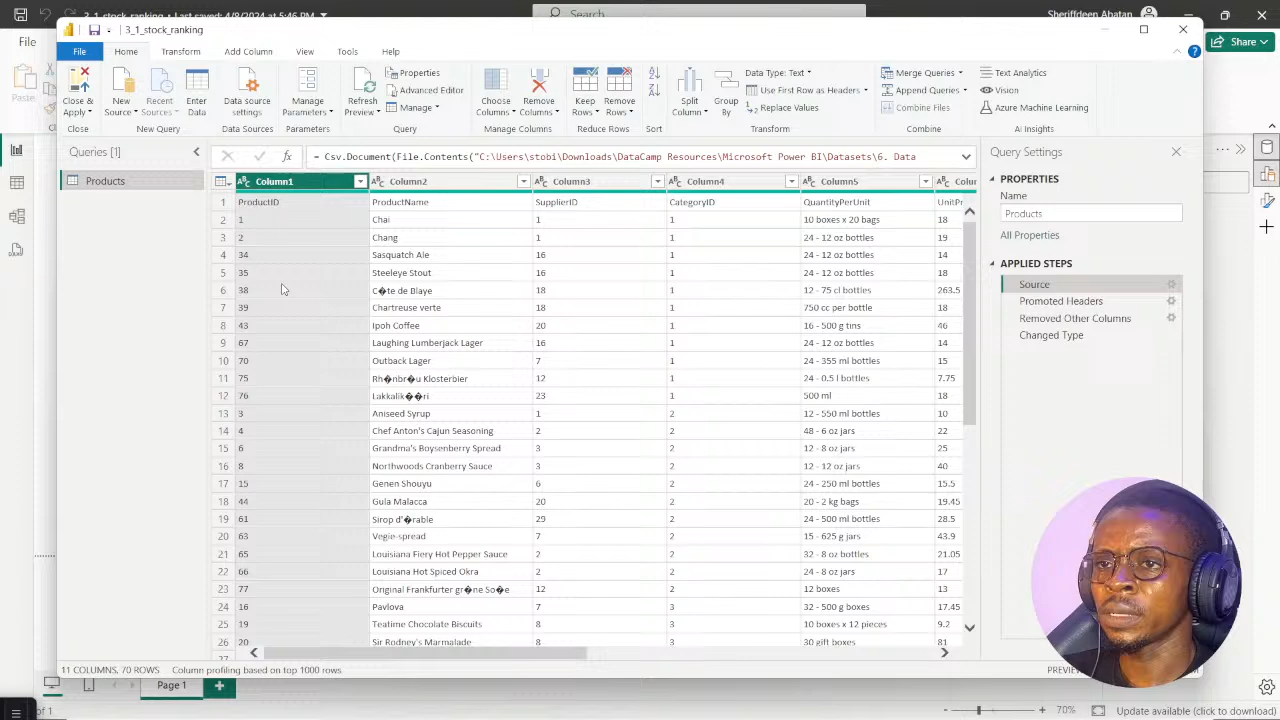 3_1_stock_ranking 4/8/2024 5:46 PM
Search
Sheriffdeen Abatan
3_1_stock_ranking
File
Share
File Home Transform Add Column View Tools Help
Paste
Close & Apply
New Source
Recent Sources
Enter Data
Data source settings
Manage Parameters
Refresh Preview
Properties
Advanced Editor
Manage
Choose Columns
Remove Columns
Keep Rows
Remove Rows
Split Column
Group By
Data Type: Text
Use First Row as Headers
Replace Values
Merge Queries
Append Queries
Combine Files
Text Analytics
Vision
Azure Machine Learning
Close New Query Data Sources Parameters Query Manage Columns Reduce Rows Sort Transform Combine AI Insights
Queries [1]
Products
= Csv.Document(File.Contents("C:\Users\stobi\Downloads\DataCamp Resources\Microsoft Power BI\Datasets\6. Data
Column1 Column2 Column3 Column4 Column5
1 ProductID ProductName SupplierID CategoryID QuantityPerUnit UnitPr
2 1 Chai 1 1 10 boxes x 20 bags 18
3 2 Chang 1 1 24 - 12 oz bottles 19
4 34 Sasquatch Ale 16 1 24 - 12 oz bottles 14
5 35 Steeleye Stout 16 1 24 - 12 oz bottles 18
6 38 C�te de Blaye 18 1 12 - 75 cl bottles 263.5
7 39 Chartreuse verte 18 1 750 cc per bottle 18
8 43 Ipoh Coffee 20 1 16 - 500 g tins 46
9 67 Laughing Lumberjack Lager 16 1 24 - 12 oz bottles 14
10 70 Outback Lager 7 1 24 - 355 ml bottles 15
11 75 Rh�nbr�u Klosterbier 12 1 24 - 0.5 l bottles 7.75
12 76 Lakkalik��ri 23 1 500 ml 18
13 3 Aniseed Syrup 1 2 12 - 550 ml bottles 10
14 4 Chef Anton's Cajun Seasoning 2 2 48 - 6 oz jars 22
15 6 Grandma's Boysenberry Spread 3 2 12 - 8 oz jars 25
16 8 Northwoods Cranberry Sauce 3 2 12 - 12 oz jars 40
17 15 Genen Shouyu 6 2 24 - 250 ml bottles 15.5
18 44 Gula Malacca 20 2 20 - 2 kg bags 19.45
19 61 Sirop d'�rable 29 2 24 - 500 ml bottles 28.5
20 63 Vegie-spread 7 2 15 - 625 g jars 43.9
21 65 Louisiana Fiery Hot Pepper Sauce 2 2 32 - 8 oz bottles 21.05
22 66 Louisiana Hot Spiced Okra 2 2 24 - 8 oz jars 17
23 77 Original Frankfurter gr�ne So�e 12 2 12 boxes 13
24 16 Pavlova 7 3 32 - 500 g boxes 17.45
25 19 Teatime Chocolate Biscuits 8 3 10 boxes x 12 pieces 9.2
26 20 Sir Rodney's Marmalade 8 3 30 gift boxes 81
27
Query Settings
PROPERTIES
Name
Products
All Properties
APPLIED STEPS
Source
Promoted Headers
Removed Other Columns
Changed Type
11 COLUMNS, 70 ROWS Column profiling based on top 1000 rows
Page 1
of 1
70%
Update available (click to download)